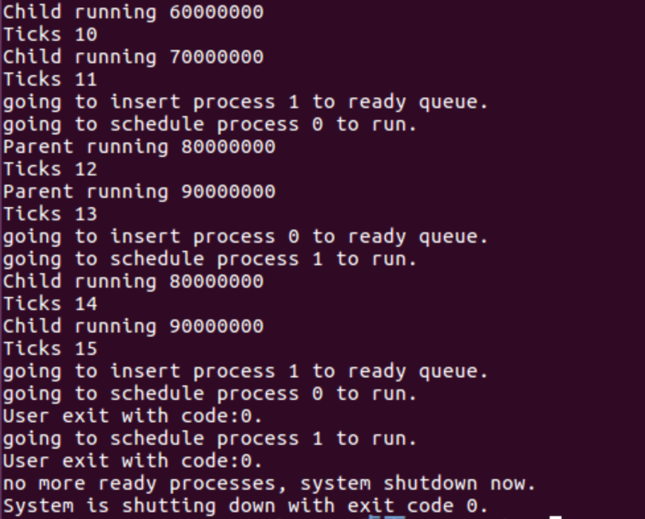 Child running 60000000
Ticks 10
Child running 70000000
Ticks 11
going to insert process 1 to ready queue.
going to schedule process 0 to run.
Parent running 80000000
Ticks 12
Parent running 90000000
Ticks 13
going to insert process 0 to ready queue.
going to schedule process 1 to run.
Child running 80000000
Ticks 14
Child running 90000000
Ticks 15
going to insert process 1 to ready queue.
going to schedule process 0 to run.
User exit with code:0.
going to schedule process 1 to run.
User exit with code:0.
no more ready processes, system shutdown now.
System is shutting down with exit code 0.